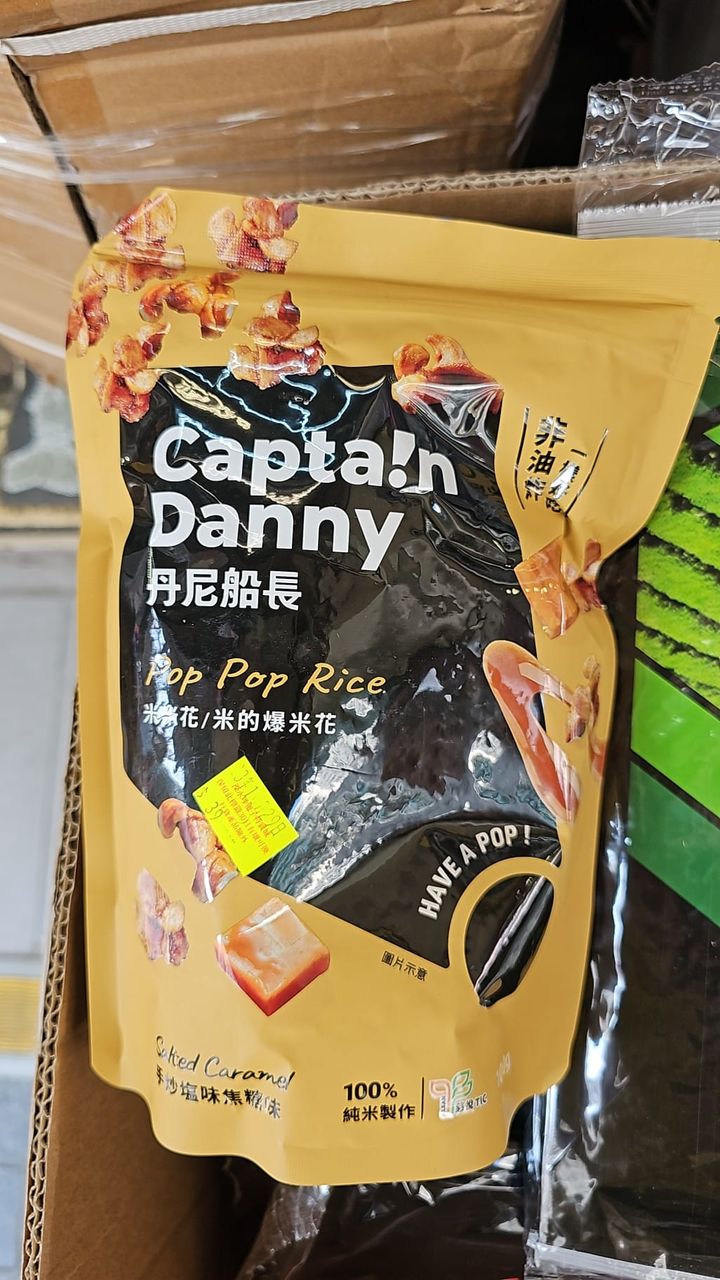 Capta!n
Danny
丹尼船長
非
油
炸
Pop Pop Rice
米米花/米的爆米花
HAVE A POP!
圖片示意
Salted Caramel
手炒塩味焦糖味
100%
純米製作